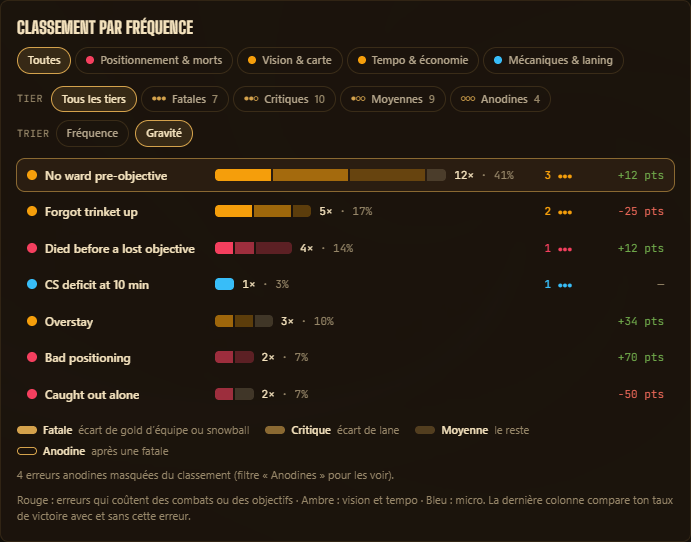 CLASSEMENT PAR FRÉQUENCE
Toutes Positionnement & morts Vision & carte Tempo & économie Mécaniques & laning
TIER Tous les tiers Fatales 7 Critiques 10 Moyennes 9 Anodines 4
TRIER Fréquence Gravité
No ward pre-objective 12× · 41% 3 +12 pts
Forgot trinket up 5× · 17% 2 -25 pts
Died before a lost objective 4× · 14% 1 +12 pts
CS deficit at 10 min 1× · 3% 1 —
Overstay 3× · 10% +34 pts
Bad positioning 2× · 7% +70 pts
Caught out alone 2× · 7% -50 pts
Fatale écart de gold d'équipe ou snowball Critique écart de lane Moyenne le reste
Anodine après une fatale
4 erreurs anodines masquées du classement (filtre « Anodines » pour les voir).
Rouge : erreurs qui coûtent des combats ou des objectifs · Ambre : vision et tempo · Bleu : micro. La dernière colonne compare ton taux
de victoire avec et sans cette erreur.